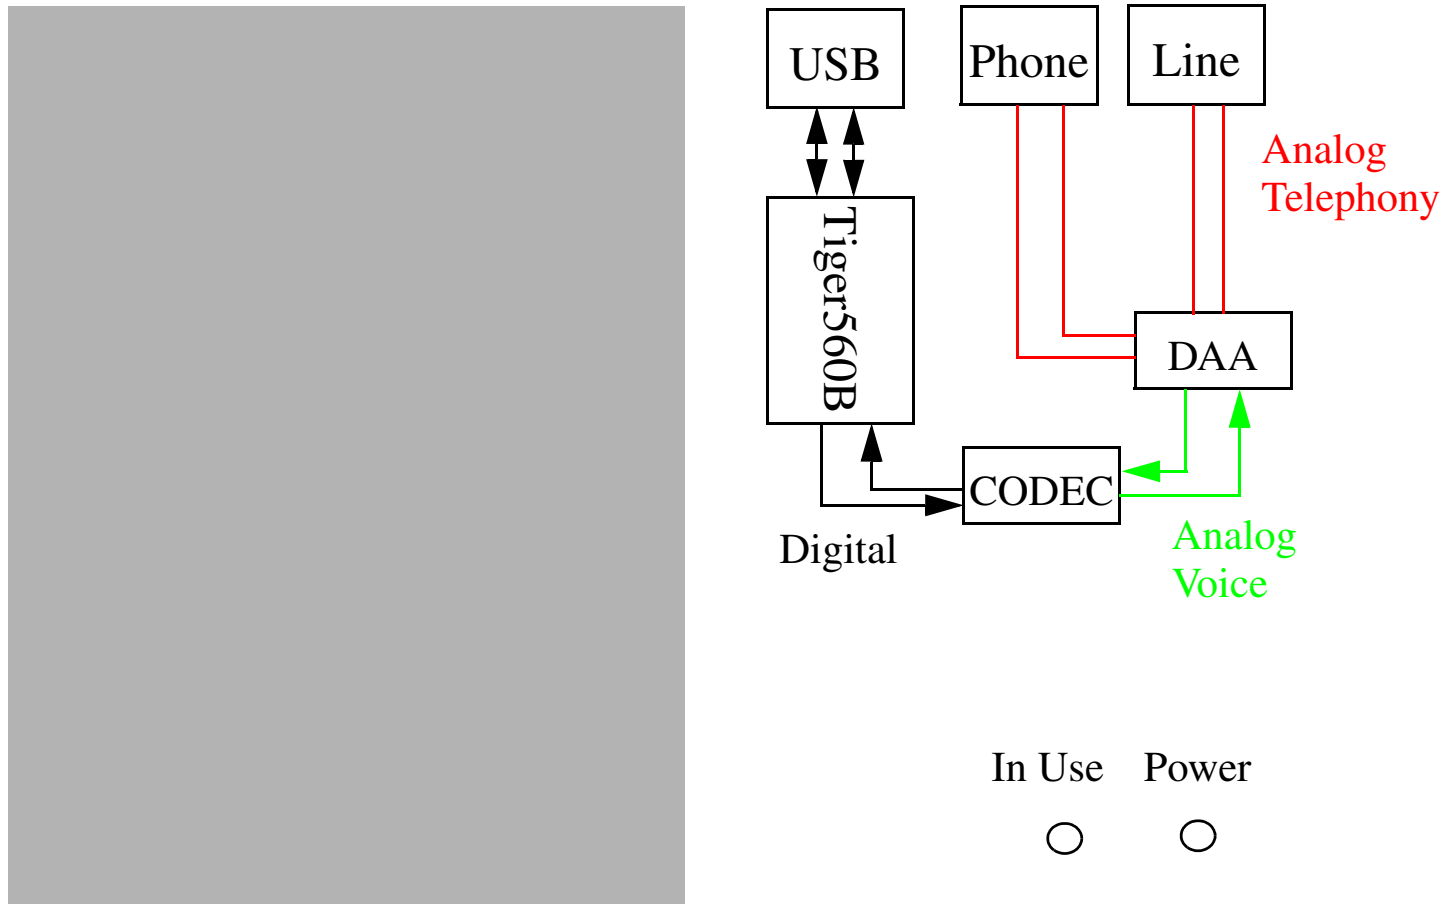 USB
Phone
Line
Analog
Telephony
Tiger560B
DAA
CODEC
Digital
Analog
Voice
In Use
Power